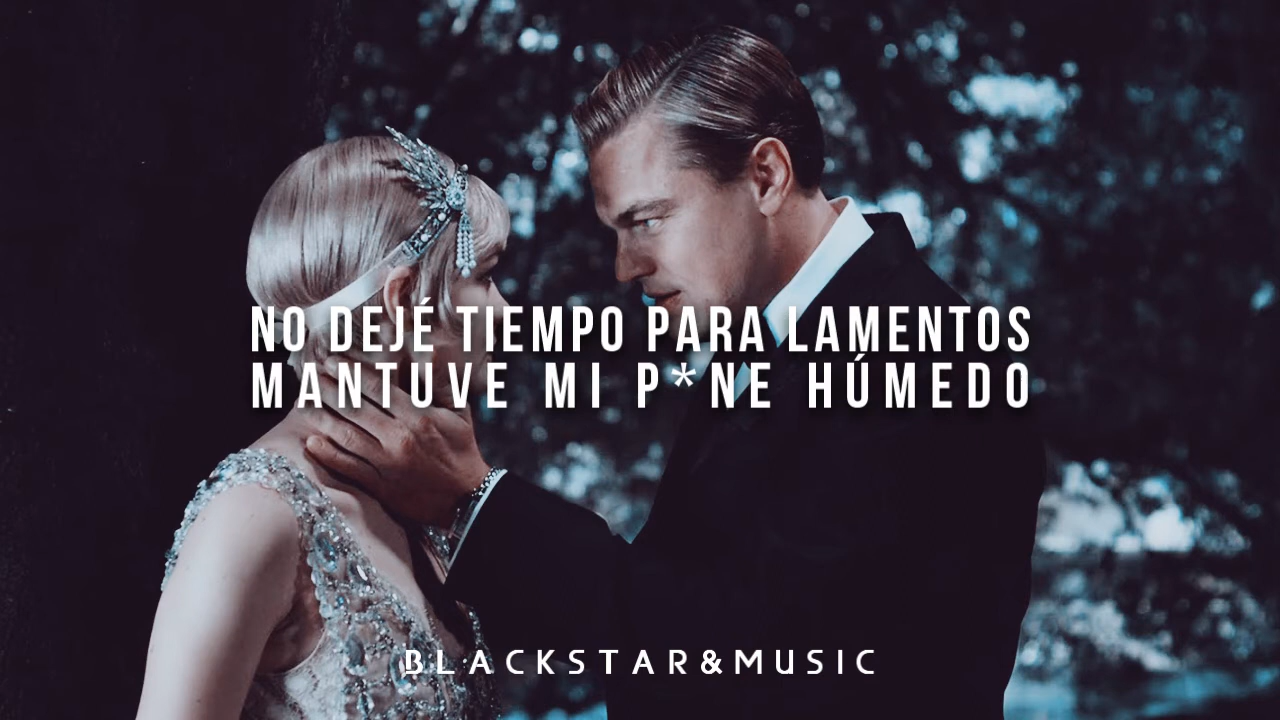 NO DEJÉ TIEMPO PARA LAMENTOS
MANTUVE MI P*NE HÚMEDO
BLACKSTAR&MUSIC